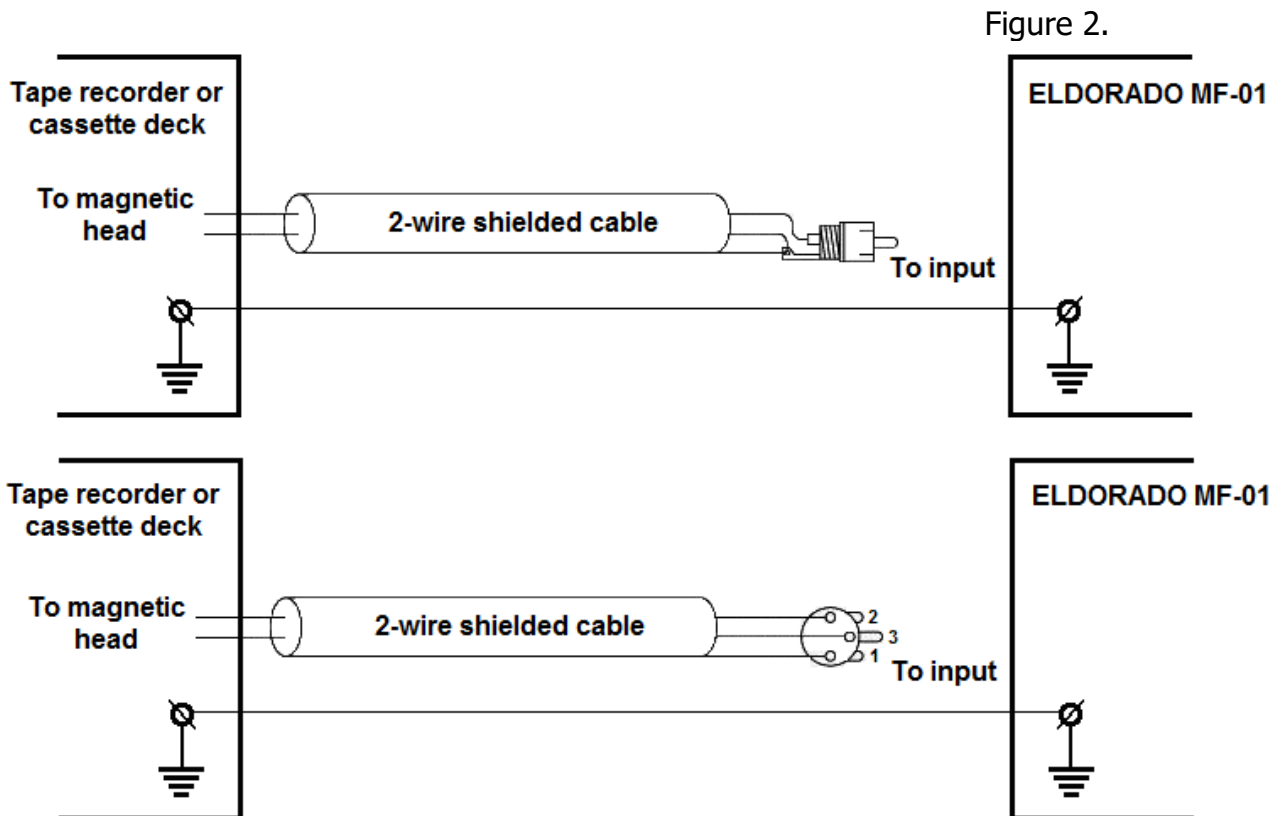 Figure 2.
Tape recorder or
cassette deck
ELDORADO MF-01
To magnetic
head
2-wire shielded cable
To input
Tape recorder or
cassette deck
ELDORADO MF-01
To magnetic
head
2-wire shielded cable
2
3
1
To input